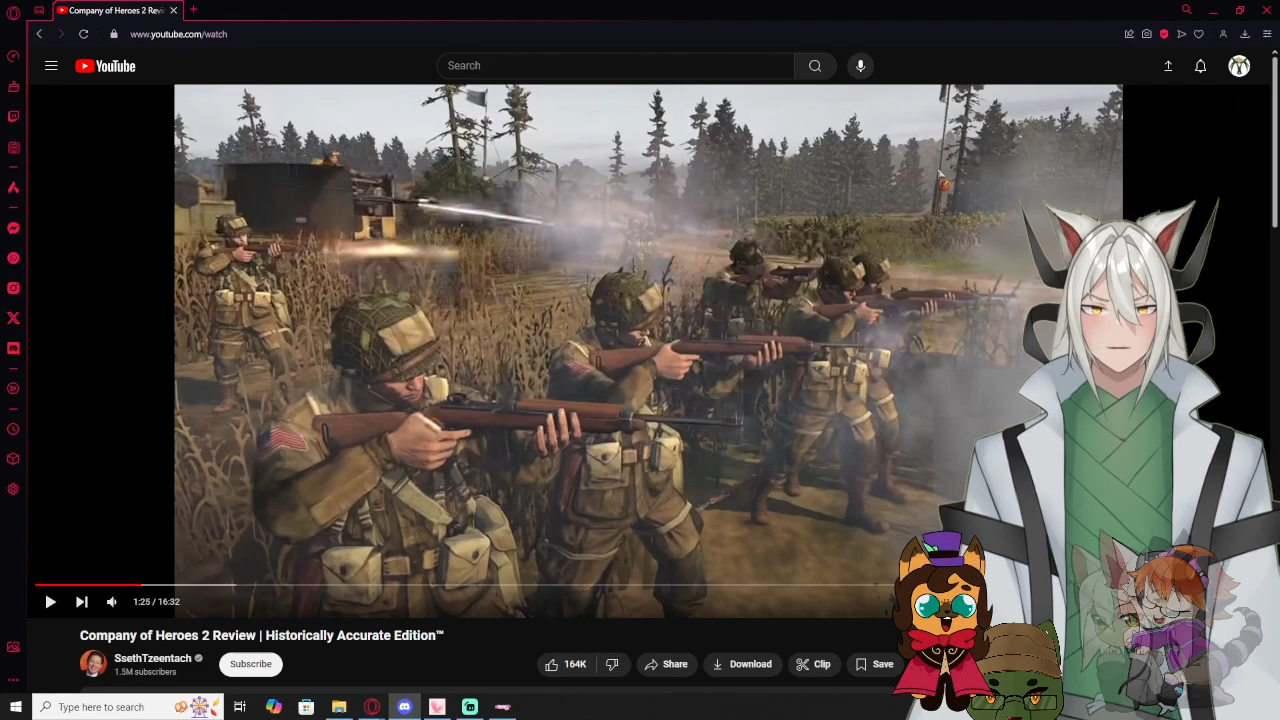 Company of Heroes 2 Revi
www.youtube.com/watch
YouTube
Search
1:25 / 16:32
Company of Heroes 2 Review | Historically Accurate Edition™
SsethTzeentach
1.5M subscribers
Subscribe
164K
Share
Download
Clip
Save
Type here to search